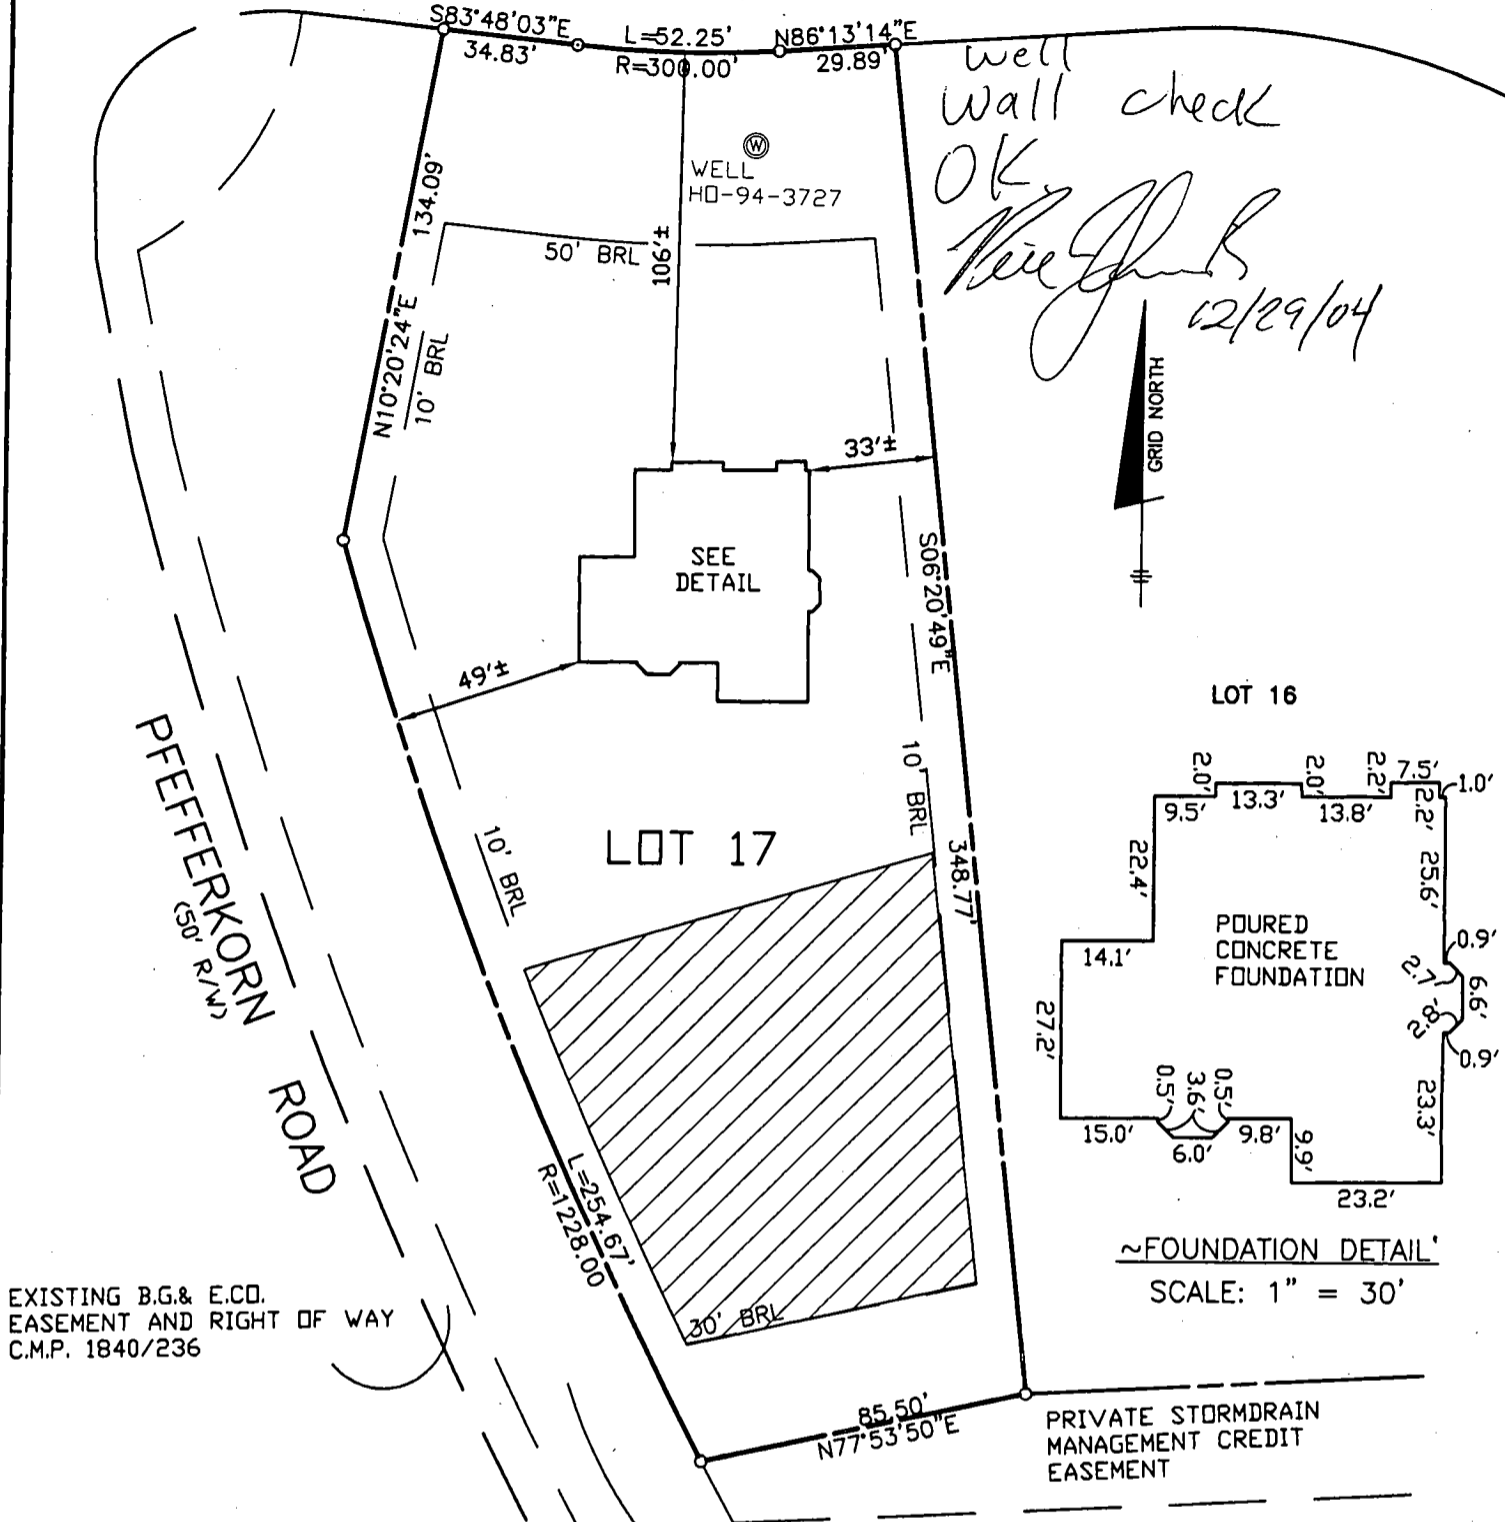 S83°48'03"E
34.83'
L=52.25'
R=300.00'
N86°13'14"E
29.89'
well
wall check
OK
12/29/04
WELL
HO-94-3727
134.09'
N10°20'24"E
50' BRL
106'±
10' BRL
33'±
GRID NORTH
SEE
DETAIL
S06°20'49"E
348.77'
49'±
10' BRL
LOT 16
LOT 17
10' BRL
PFEFFERKORN ROAD
(50' R/W)
L=254.67'
R=1228.00
30' BRL
85.50'
N77°53'50"E
2.0'
9.5'
13.3'
2.0'
13.8'
2.2'
7.5'
1.0'
2.2'
22.4'
25.6'
POURED
CONCRETE
FOUNDATION
14.1'
0.9'
2.7'
6.6'
2.8'
0.9'
27.2'
23.3'
0.5'
3.6'
0.5'
15.0'
6.0'
9.8'
9.9'
23.2'
~FOUNDATION DETAIL'
SCALE: 1" = 30'
EXISTING B.G.& E.CO.
EASEMENT AND RIGHT OF WAY
C.M.P. 1840/236
PRIVATE STORMDRAIN
MANAGEMENT CREDIT
EASEMENT